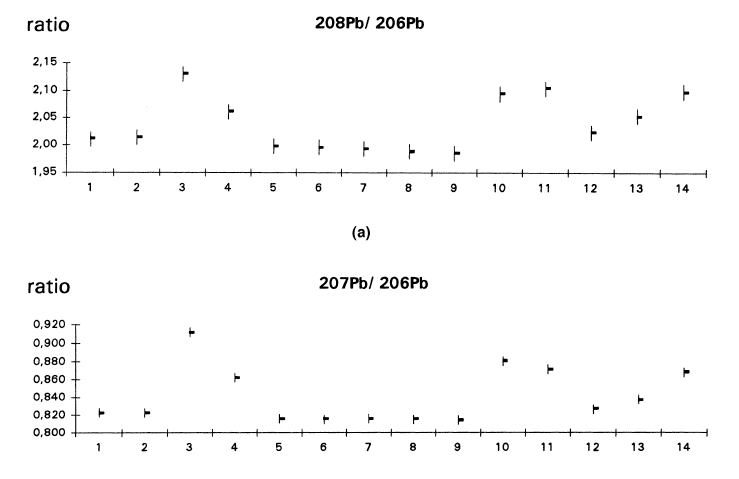 ratio
208Pb/ 206Pb
2,15
2,10
2,05
2,00
1,95
1 2 3 4 5 6 7 8 9 10 11 12 13 14
(a)
ratio
207Pb/ 206Pb
0,920
0,900
0,880
0,860
0,840
0,820
0,800
1 2 3 4 5 6 7 8 9 10 11 12 13 14